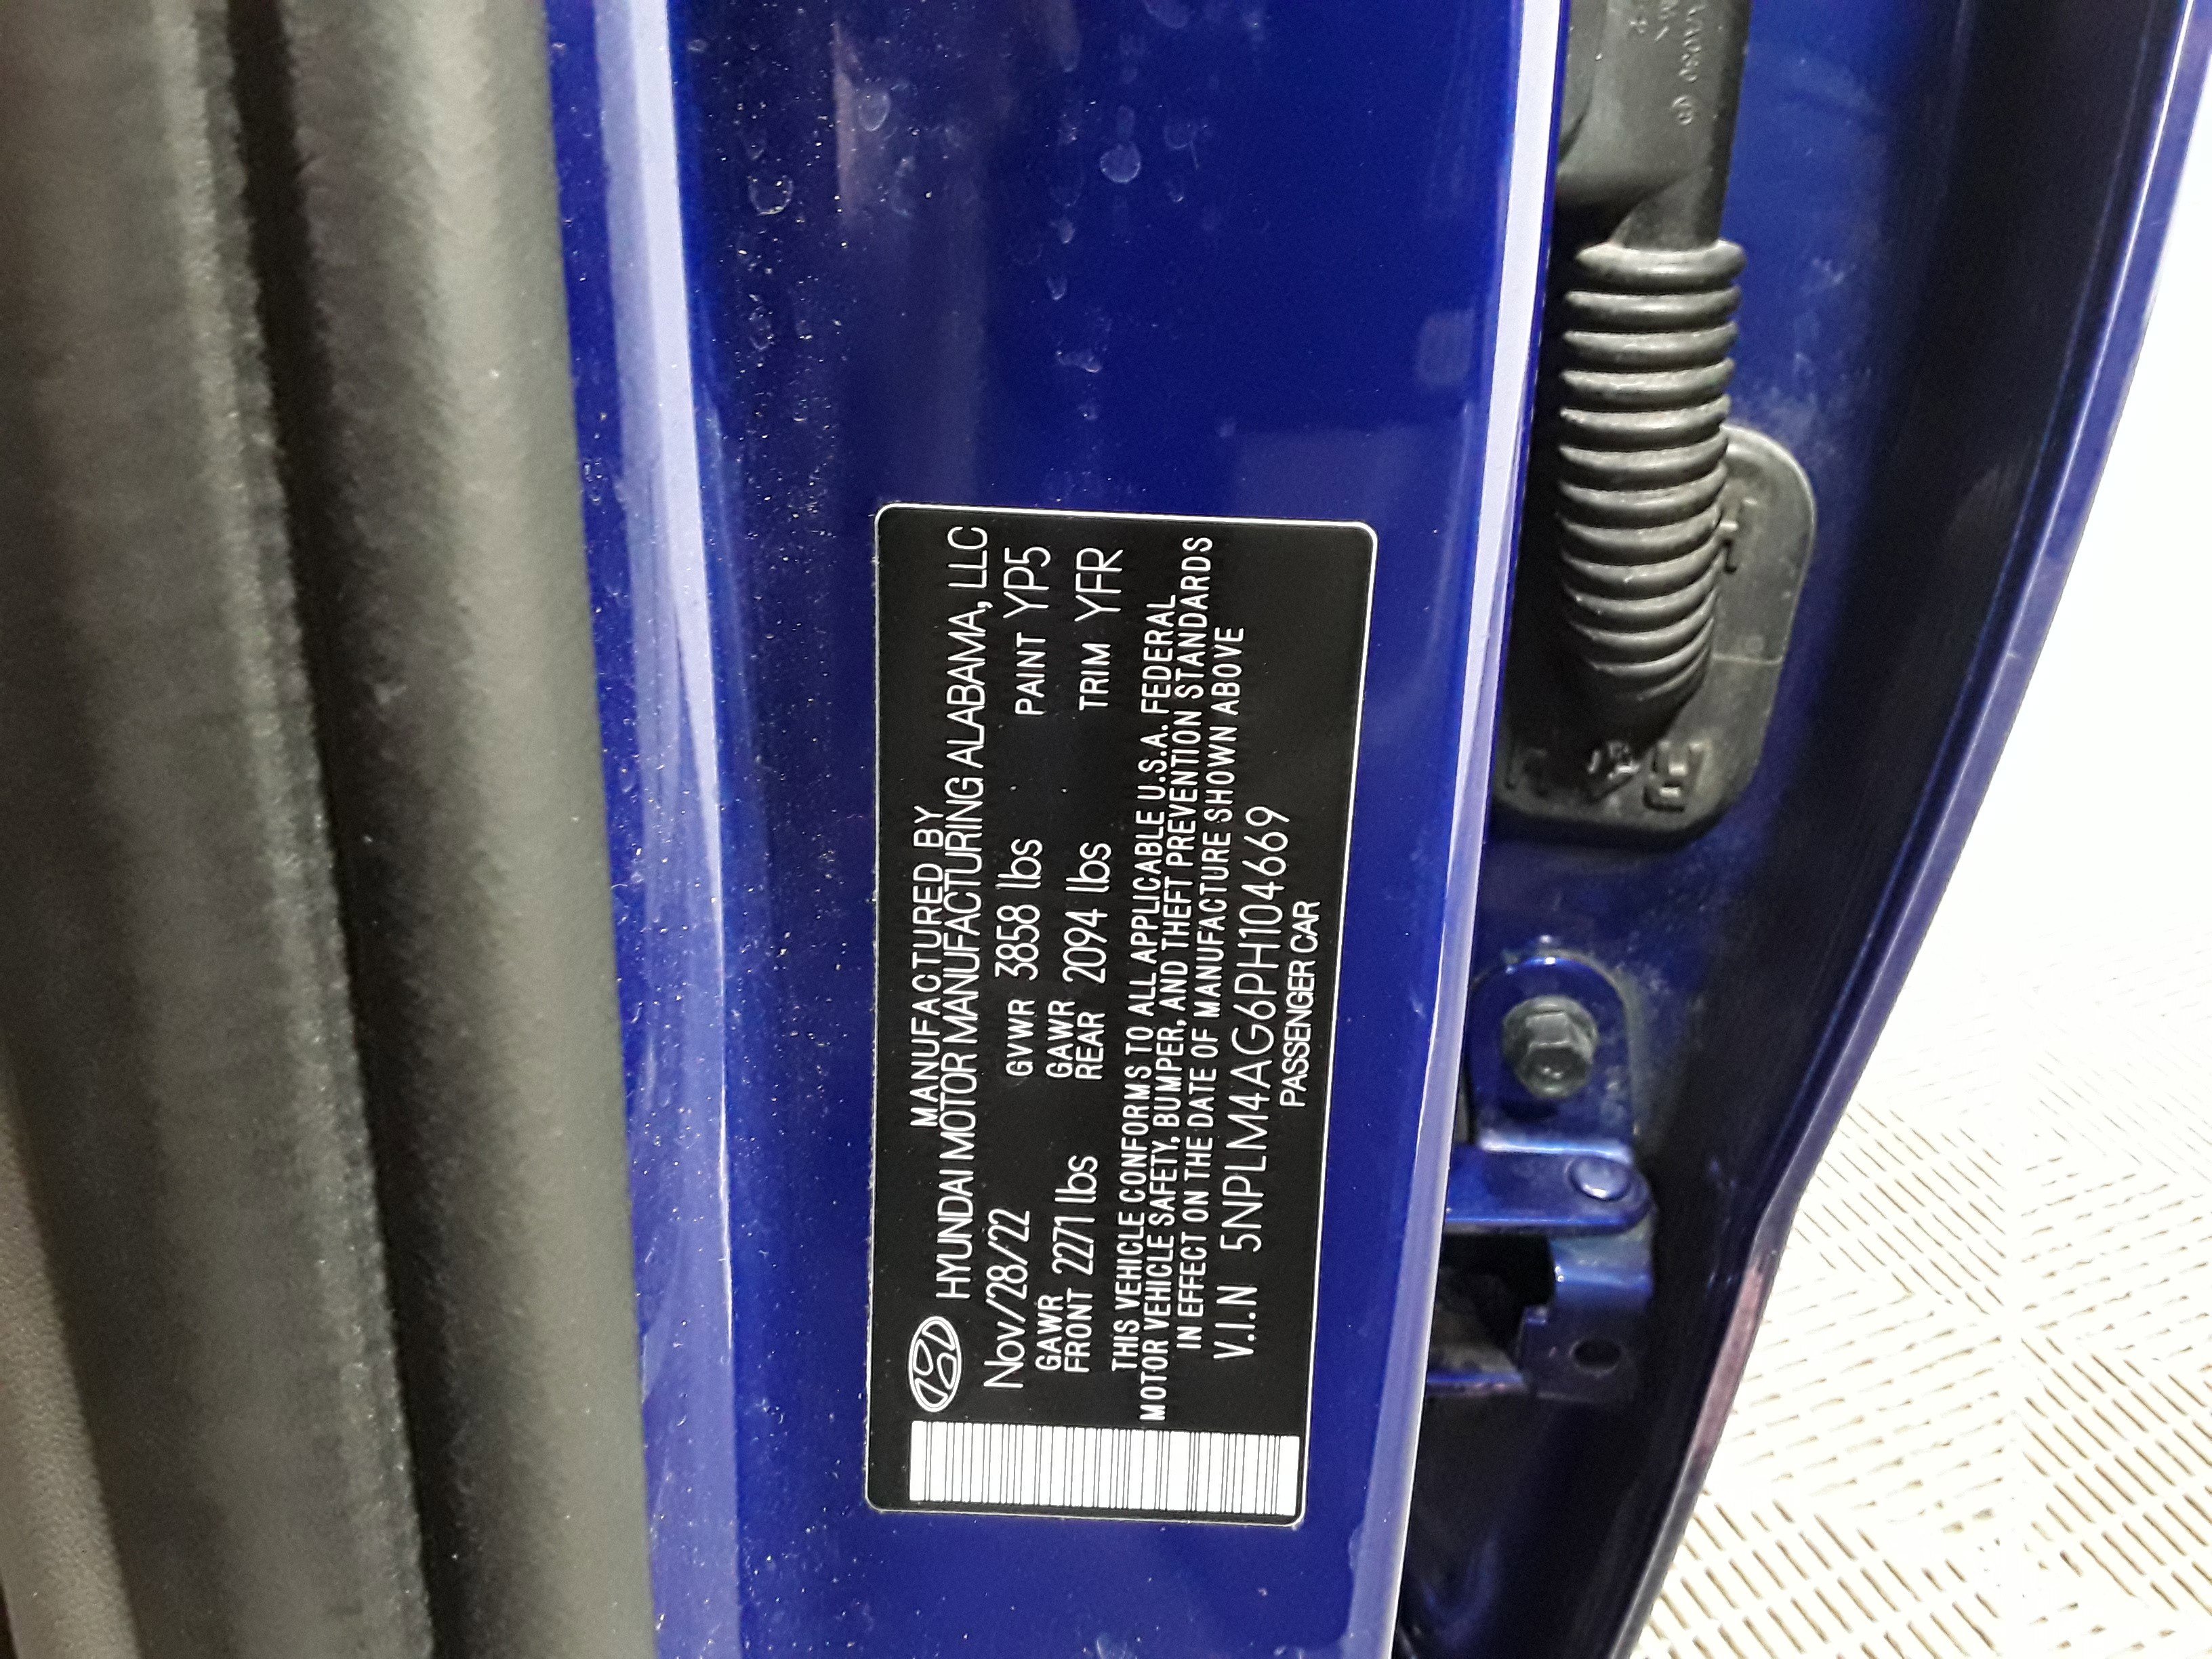 MANUFACTURED BY
HYUNDAI MOTOR MANUFACTURING ALABAMA, LLC
Nov/28/22 GVWR 3858 lbs PAINT YP5
GAWR FRONT 2271 lbs GAWR REAR 2094 lbs TRIM YFR
THIS VEHICLE CONFORMS TO ALL APPLICABLE U.S.A. FEDERAL
MOTOR VEHICLE SAFETY, BUMPER, AND THEFT PREVENTION STANDARDS
IN EFFECT ON THE DATE OF MANUFACTURE SHOWN ABOVE
V.I.N 5NPLM4AG6PH104669
PASSENGER CAR